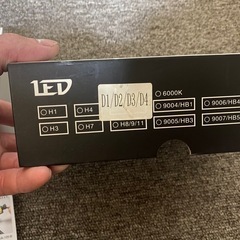 LED
D1/D2/D3/D4
6000K
H1 H4 9004/HB1 9006/HB4
H3 H7 H8/9/11 9005/HB3 9007/HB5